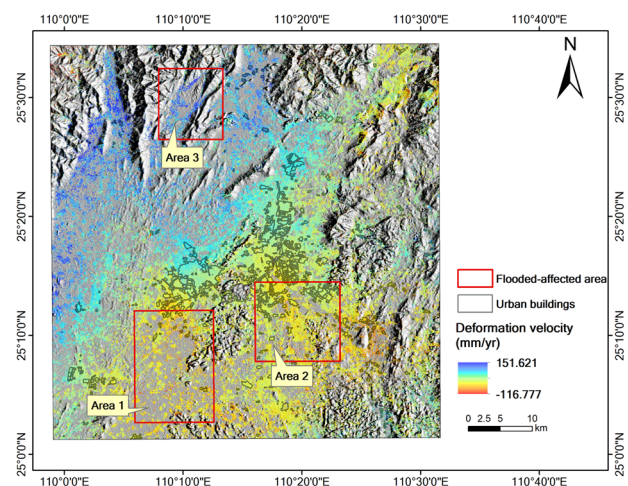 110°0'0"E 110°10'0"E 110°20'0"E 110°30'0"E 110°40'0"E
N
25°30'0"N 25°30'0"N
Area 3
25°20'0"N 25°20'0"N
Flooded-affected area
Urban buildings
25°10'0"N 25°10'0"N
Deformation velocity
(mm/yr)
151.621
-116.777
Area 2
Area 1
0 2.5 5 10
km
25°0'0"N 25°0'0"N
110°0'0"E 110°10'0"E 110°20'0"E 110°30'0"E 110°40'0"E